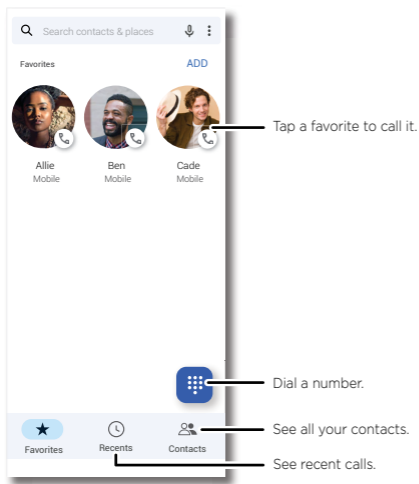 Search contacts & places
Favorites ADD
Tap a favorite to call it.
Allie Ben Cade
Mobile Mobile Mobile
Dial a number.
See all your contacts.
Favorites Recents Contacts
See recent calls.